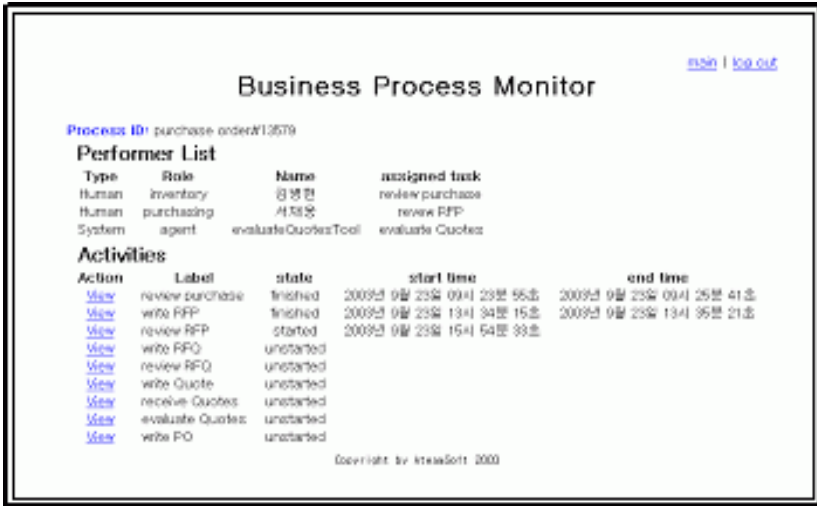 main | log out
Business Process Monitor
Process ID: purchase order#13579
Performer List
Type Role Name assigned task
Human inventory review purchase
Human purchasing 서재웅 revew RFP
System agent evaluateQuotesTool evaluate Quotes
Activities
Action Label state start time end time
View review purchase finished 2003년 9월 23일 09시 23분 55초 2003년 9월 23일 09시 25분 41초
View write RFP finished 2003년 9월 23일 13시 34분 15초 2003년 9월 23일 13시 35분 21초
View review RFP started 2003년 9월 23일 15시 54분 33초
View write RFQ unstarted
View review RFQ unstarted
View write Quote unstarted
View receive Quotes unstarted
View evaluate Quotes unstarted
View write PO unstarted
Copyright by 2003